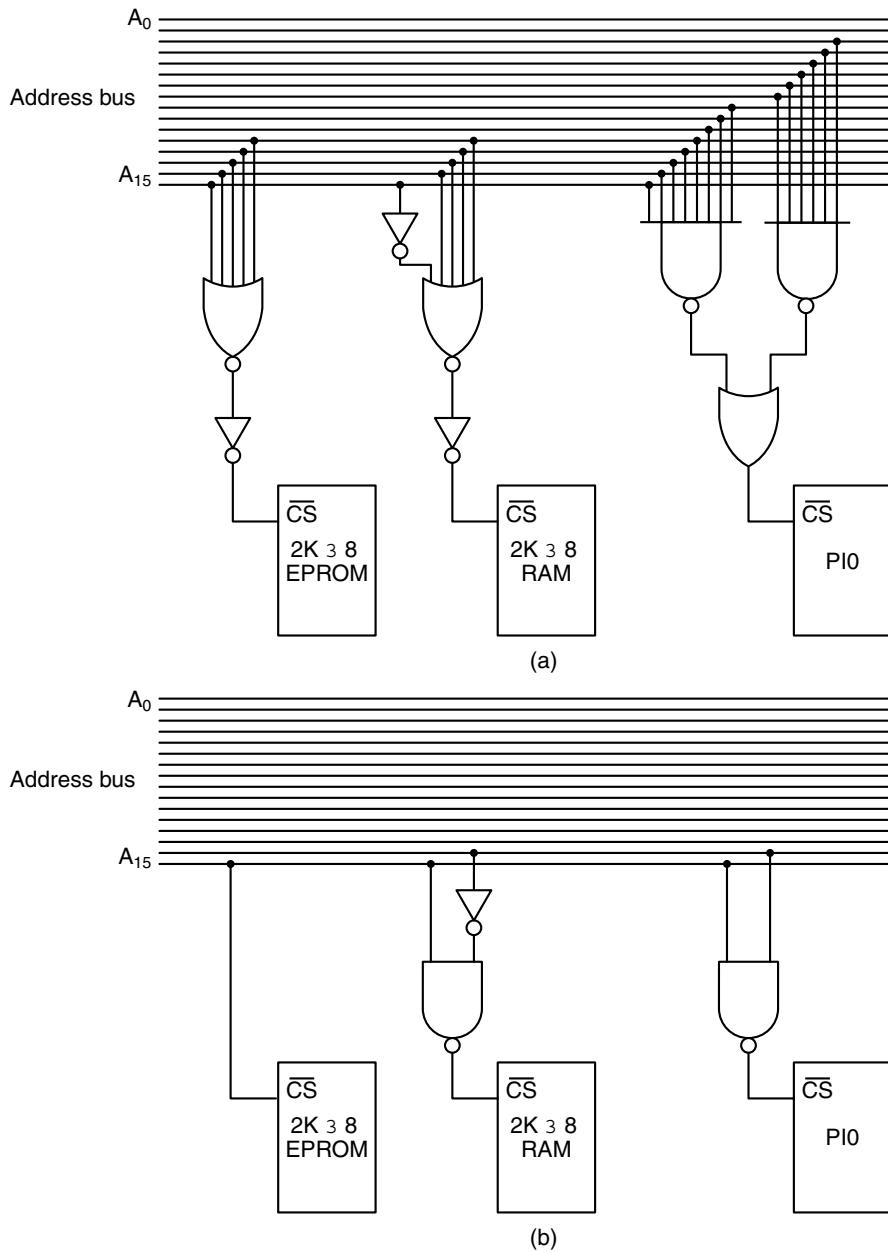 A0
Address bus
A15
CS
2K 3 8
EPROM
CS
2K 3 8
RAM
CS
PI0
(a)
A0
Address bus
A15
CS
2K 3 8
EPROM
CS
2K 3 8
RAM
CS
PI0
(b)